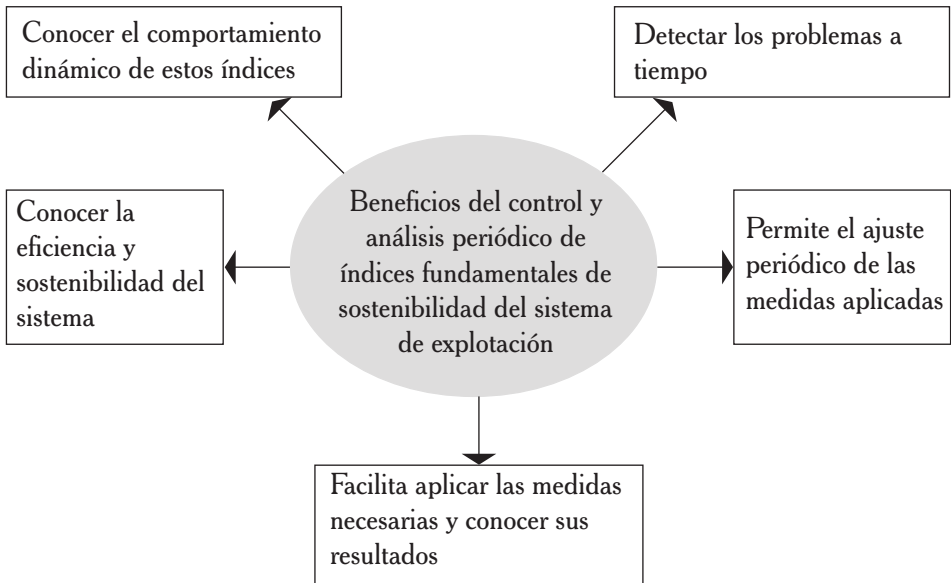 Conocer el comportamiento
dinámico de estos índices
Detectar los problemas a
tiempo
Beneficios del control y
análisis periódico de
índices fundamentales de
sostenibilidad del sistema
de explotación
Conocer la
eficiencia y
sostenibilidad del
sistema
Permite el ajuste
periódico de las
medidas aplicadas
Facilita aplicar las medidas
necesarias y conocer sus
resultados